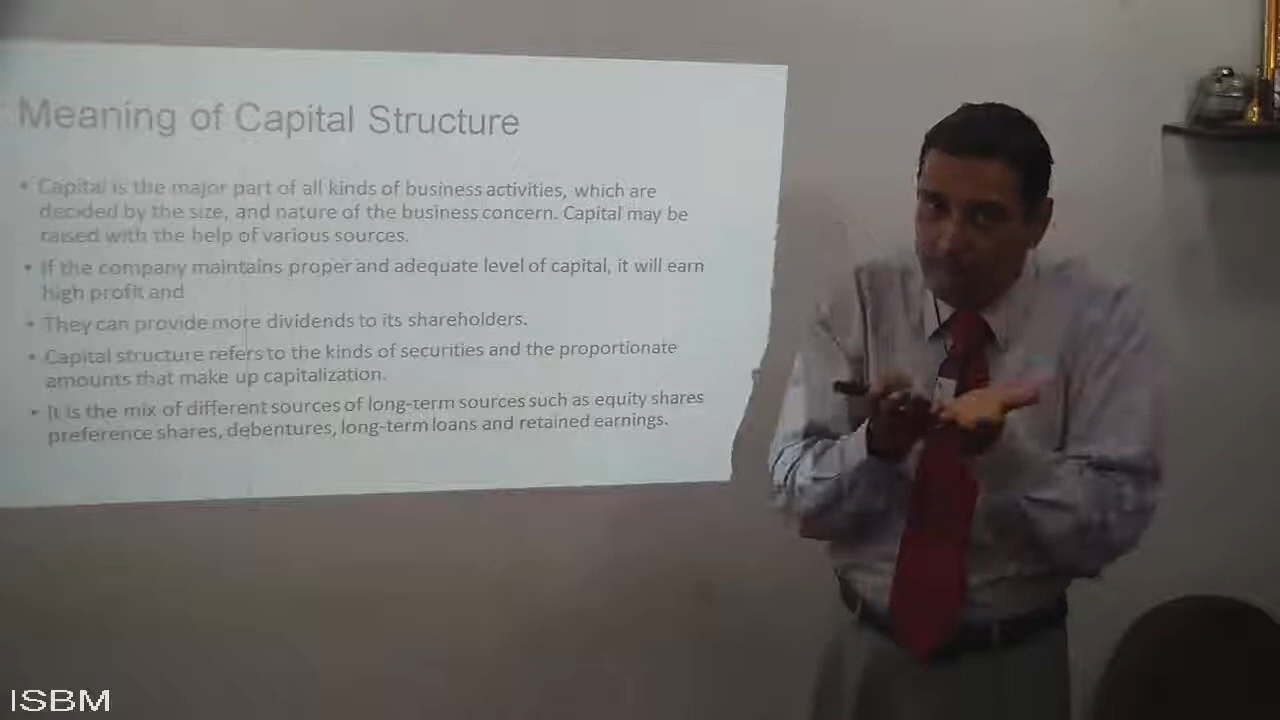 Meaning of Capital Structure
• Capital is the major part of all kinds of business activities, which are
decided by the size, and nature of the business concern. Capital may be
raised with the help of various sources.
• If the company maintains proper and adequate level of capital, it will earn
high profit and
• They can provide more dividends to its shareholders.
• Capital structure refers to the kinds of securities and the proportionate
amounts that make up capitalization.
• It is the mix of different sources of long-term sources such as equity shares
preference shares, debentures, long-term loans and retained earnings.
ISBM